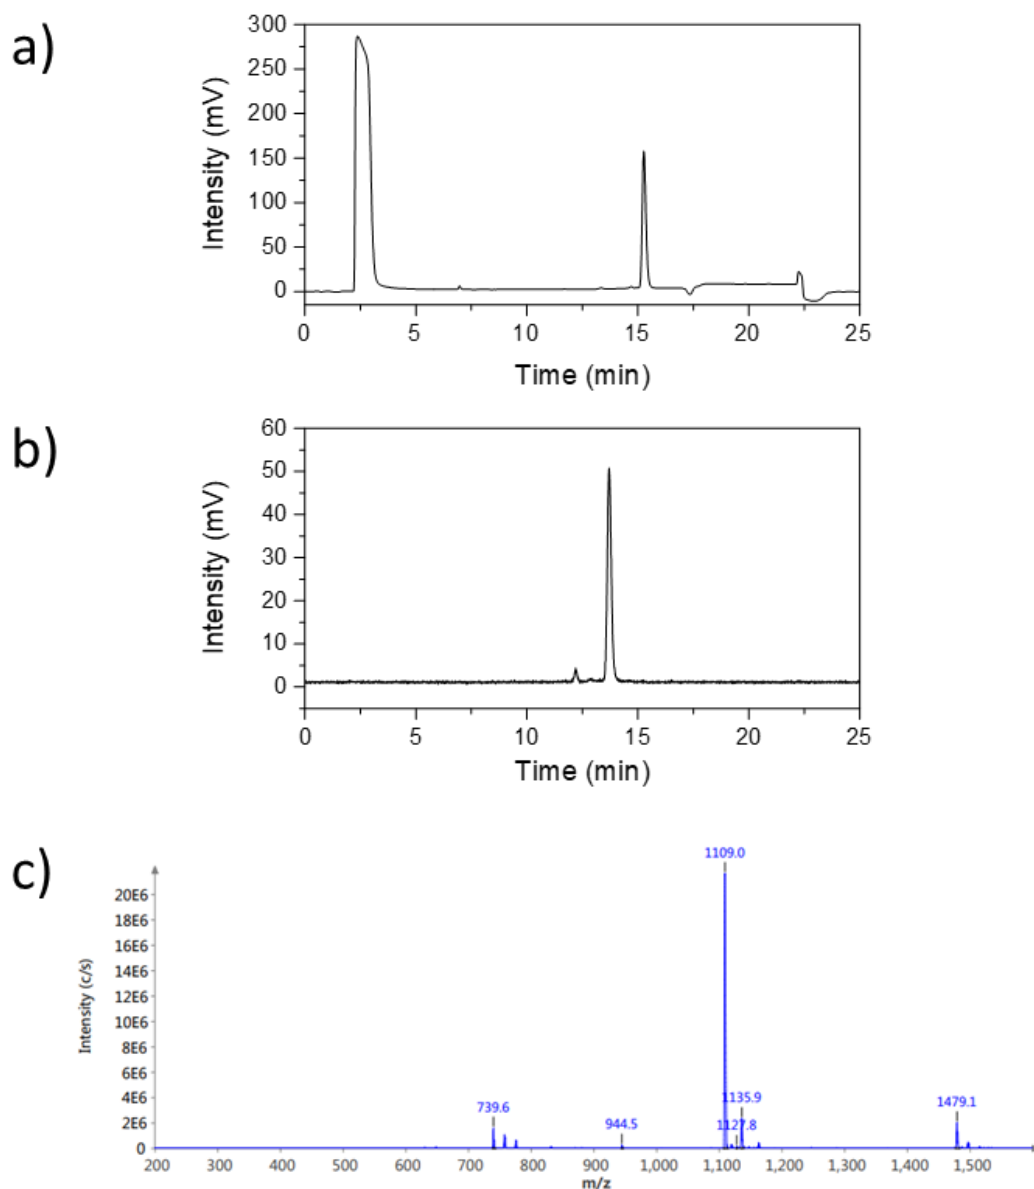 a)
300
250
200
150
100
50
0
Intensity (mV)
0 5 10 15 20 25
Time (min)
b)
60
50
40
30
20
10
0
Intensity (mV)
0 5 10 15 20 25
Time (min)
c)
1109.0
20E6
18E6
16E6
14E6
12E6
10E6
8E6
6E6
4E6
2E6
0
Intensity (c/s)
739.6
944.5
1135.9
1127.8
1479.1
200 300 400 500 600 700 800 900 1,000 1,100 1,200 1,300 1,400 1,500
m/z